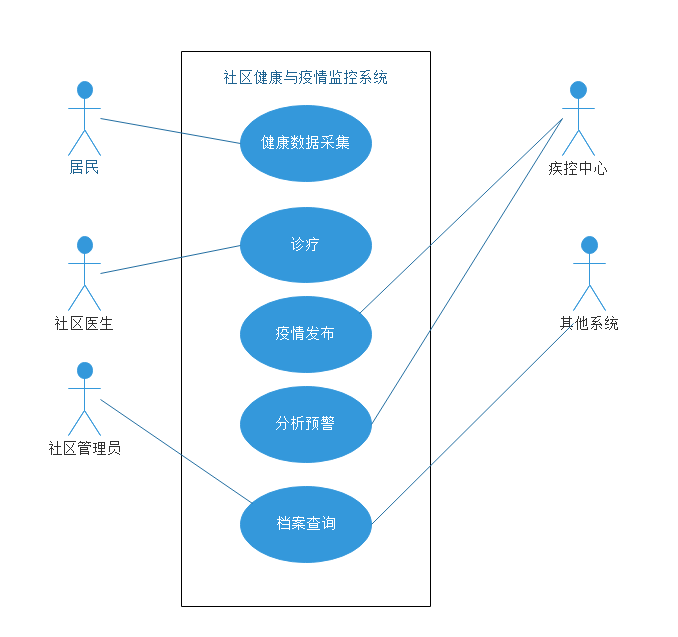 社区健康与疫情监控系统
健康数据采集
居民
疾控中心
诊疗
社区医生
其他系统
疫情发布
分析预警
社区管理员
档案查询